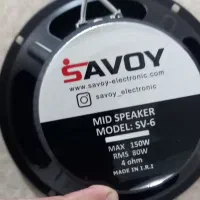 SAVOY
www.savoy-electronic.com
savoy_electronic
MID SPEAKER
MODEL: SV-6
MAX 150W
RMS 80W
4 ohm
MADE IN I.R.I